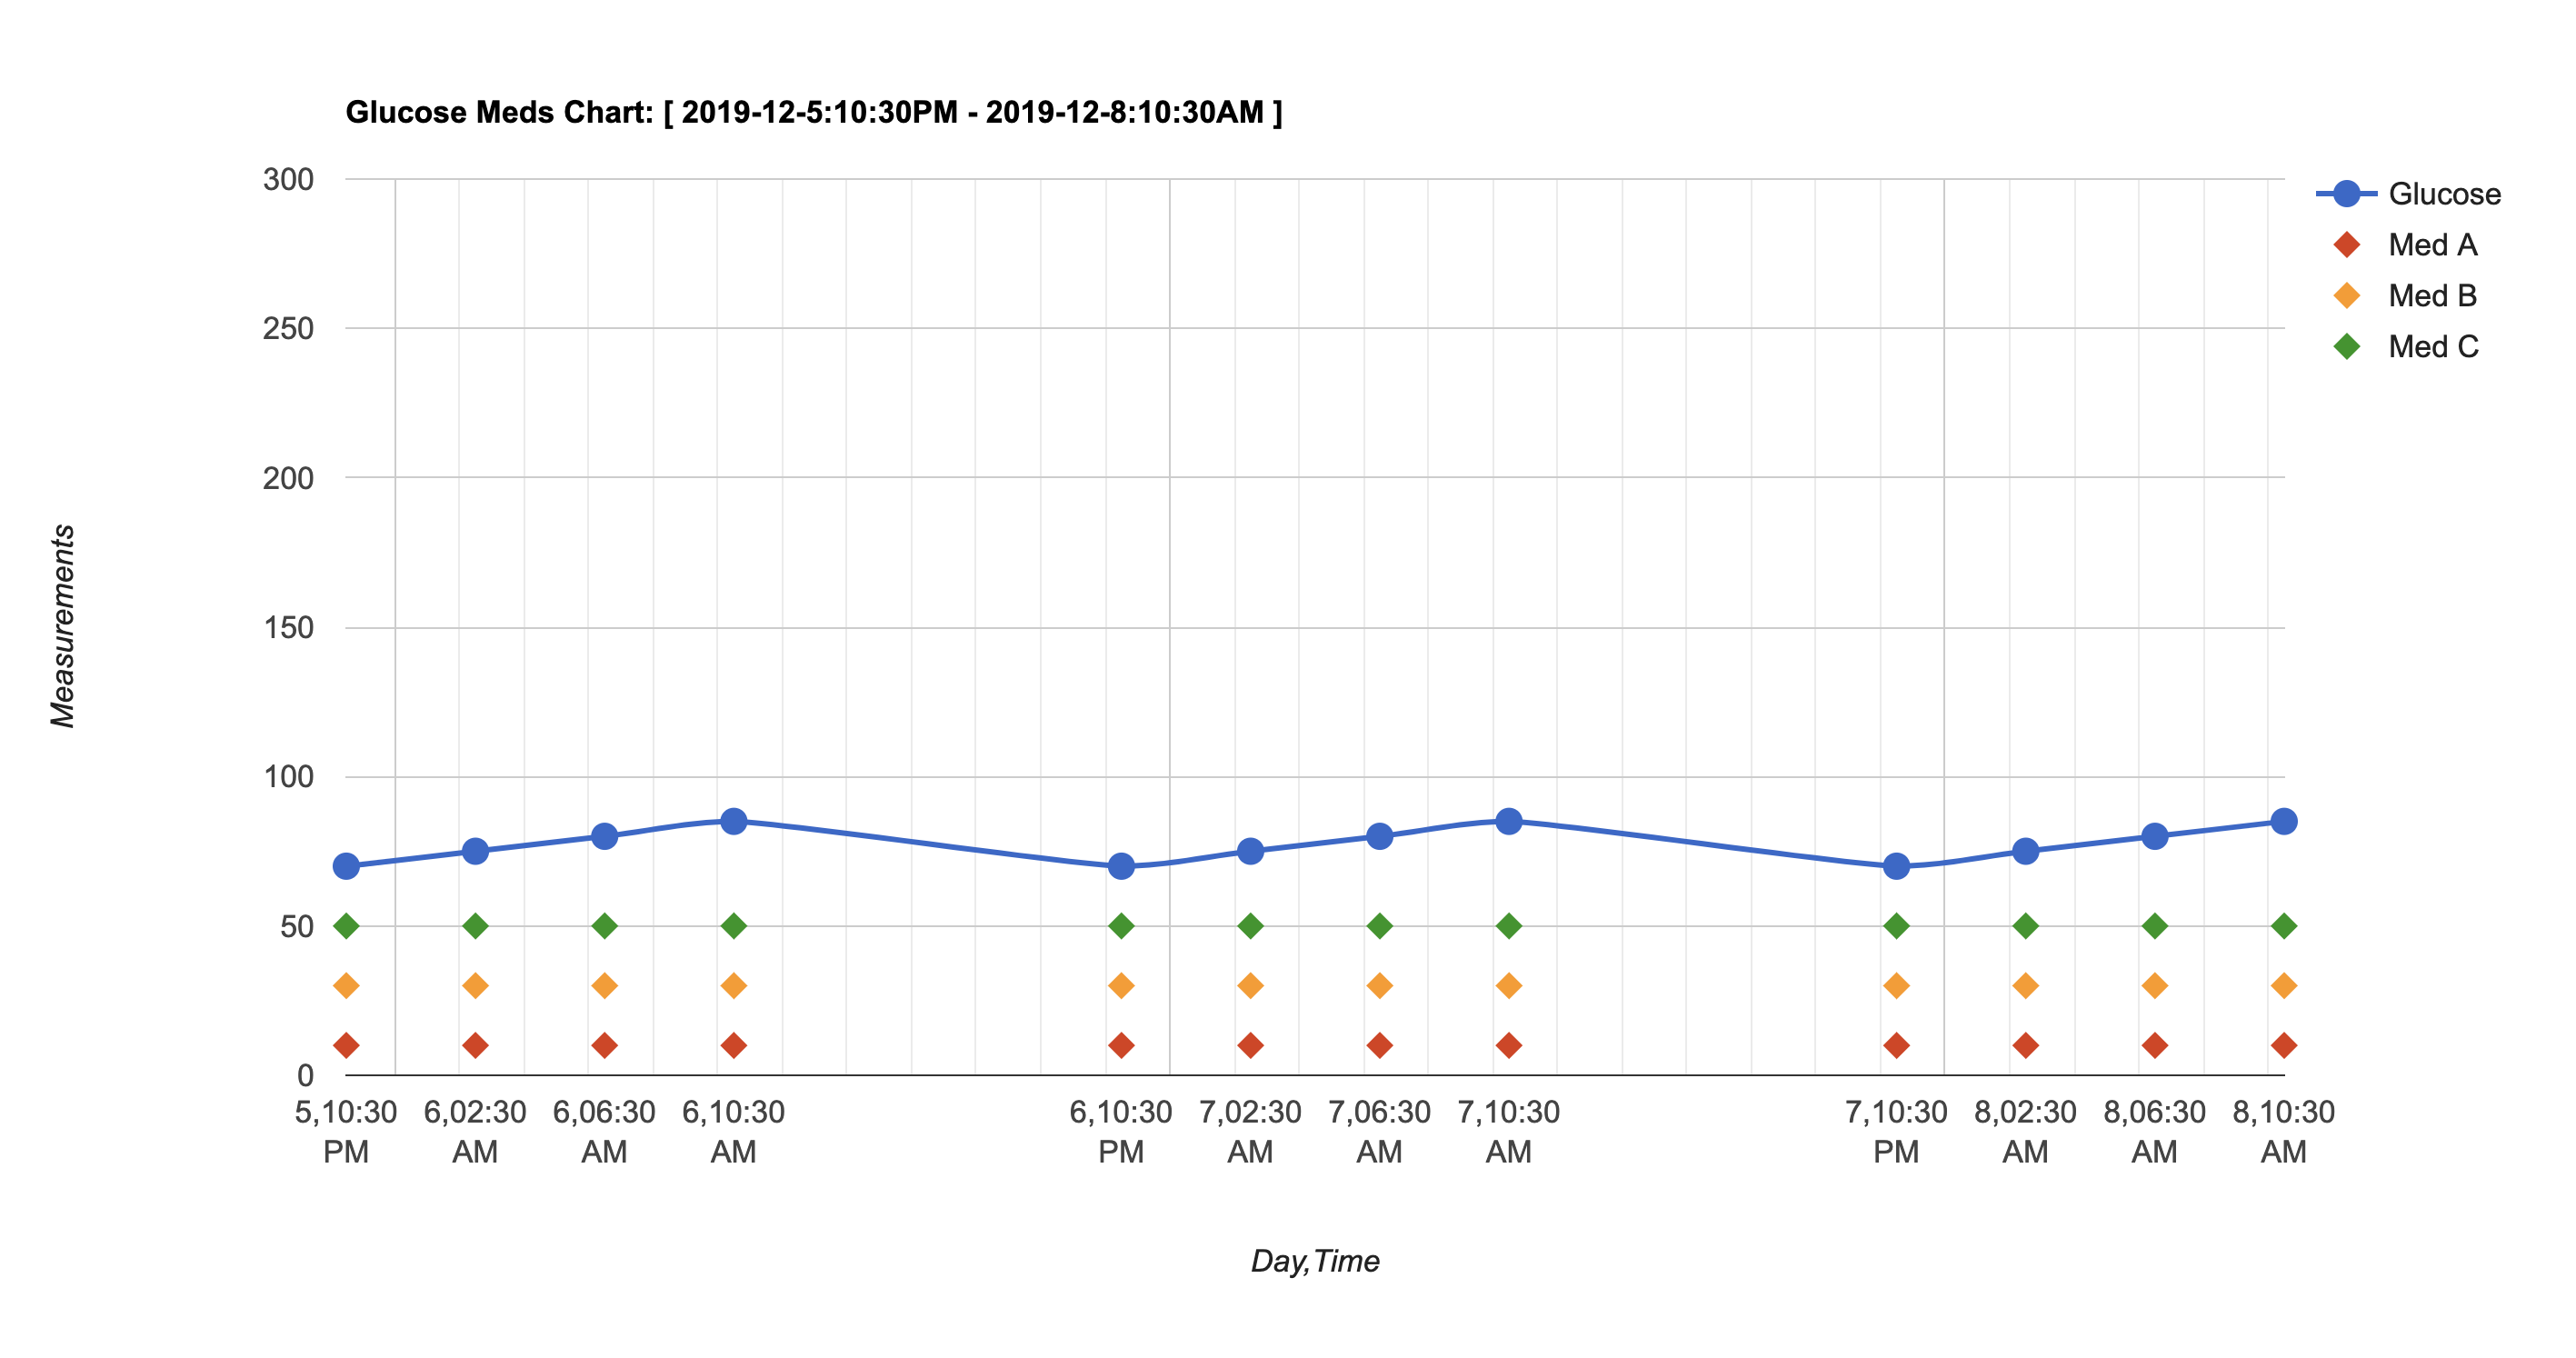 Glucose Meds Chart: [ 2019-12-5:10:30PM - 2019-12-8:10:30AM ]
300
250
200
150
100
50
0
Measurements
Glucose
Med A
Med B
Med C
5,10:30 6,02:30 6,06:30 6,10:30 6,10:30 7,02:30 7,06:30 7,10:30 7,10:30 8,02:30 8,06:30 8,10:30
PM AM AM AM PM AM AM AM PM AM AM AM
Day,Time